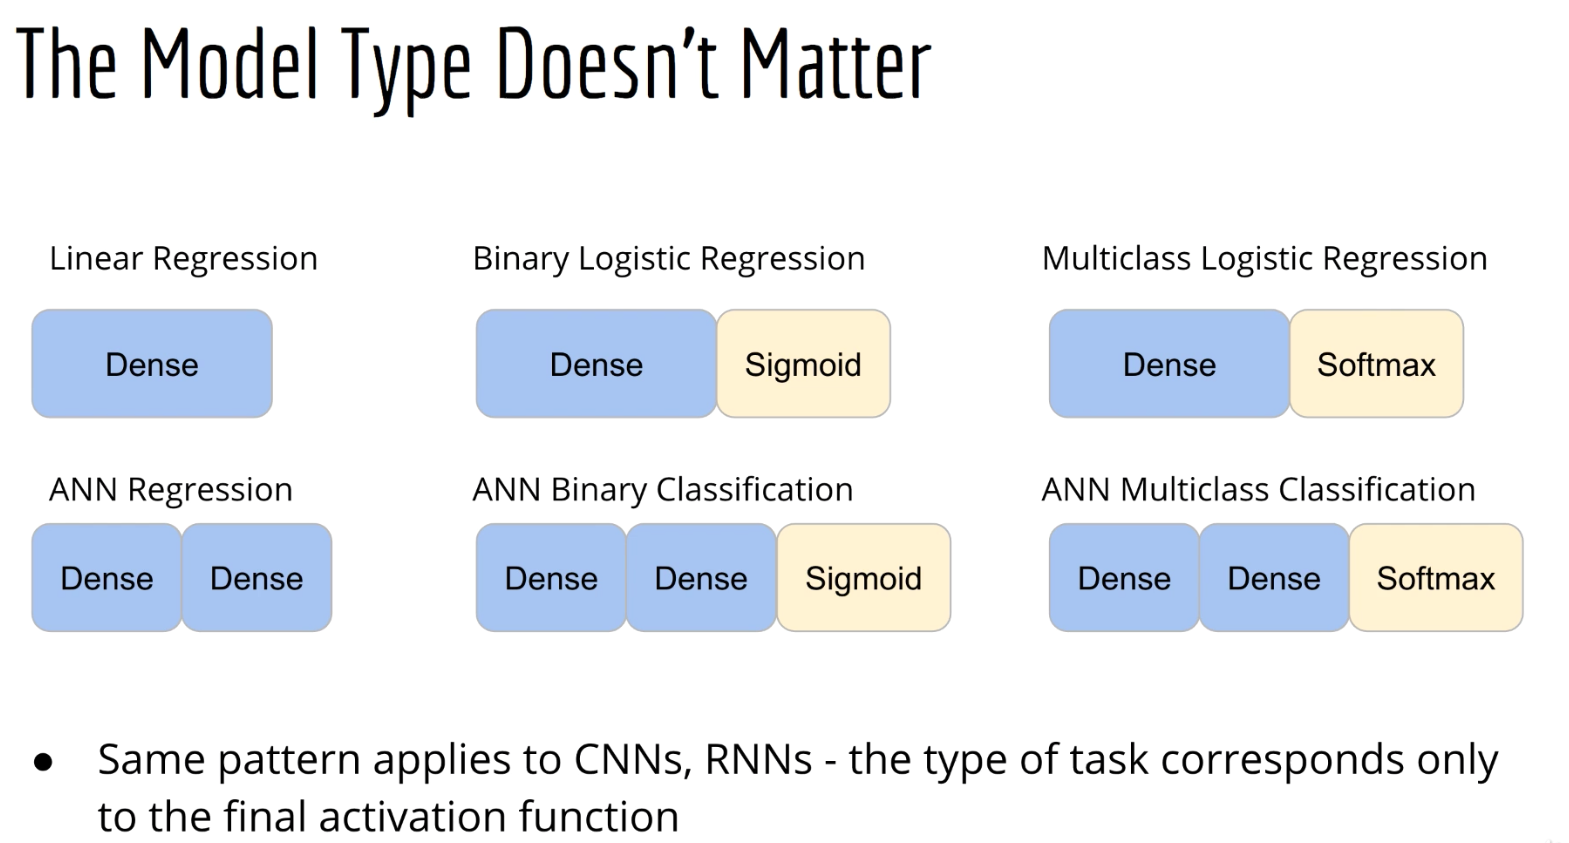 The Model Type Doesn't Matter
Linear Regression
Binary Logistic Regression
Multiclass Logistic Regression
Dense
Dense
Sigmoid
Dense
Softmax
ANN Regression
ANN Binary Classification
ANN Multiclass Classification
Dense
Dense
Dense
Dense
Sigmoid
Dense
Dense
Softmax
● Same pattern applies to CNNs, RNNs - the type of task corresponds only
to the final activation function